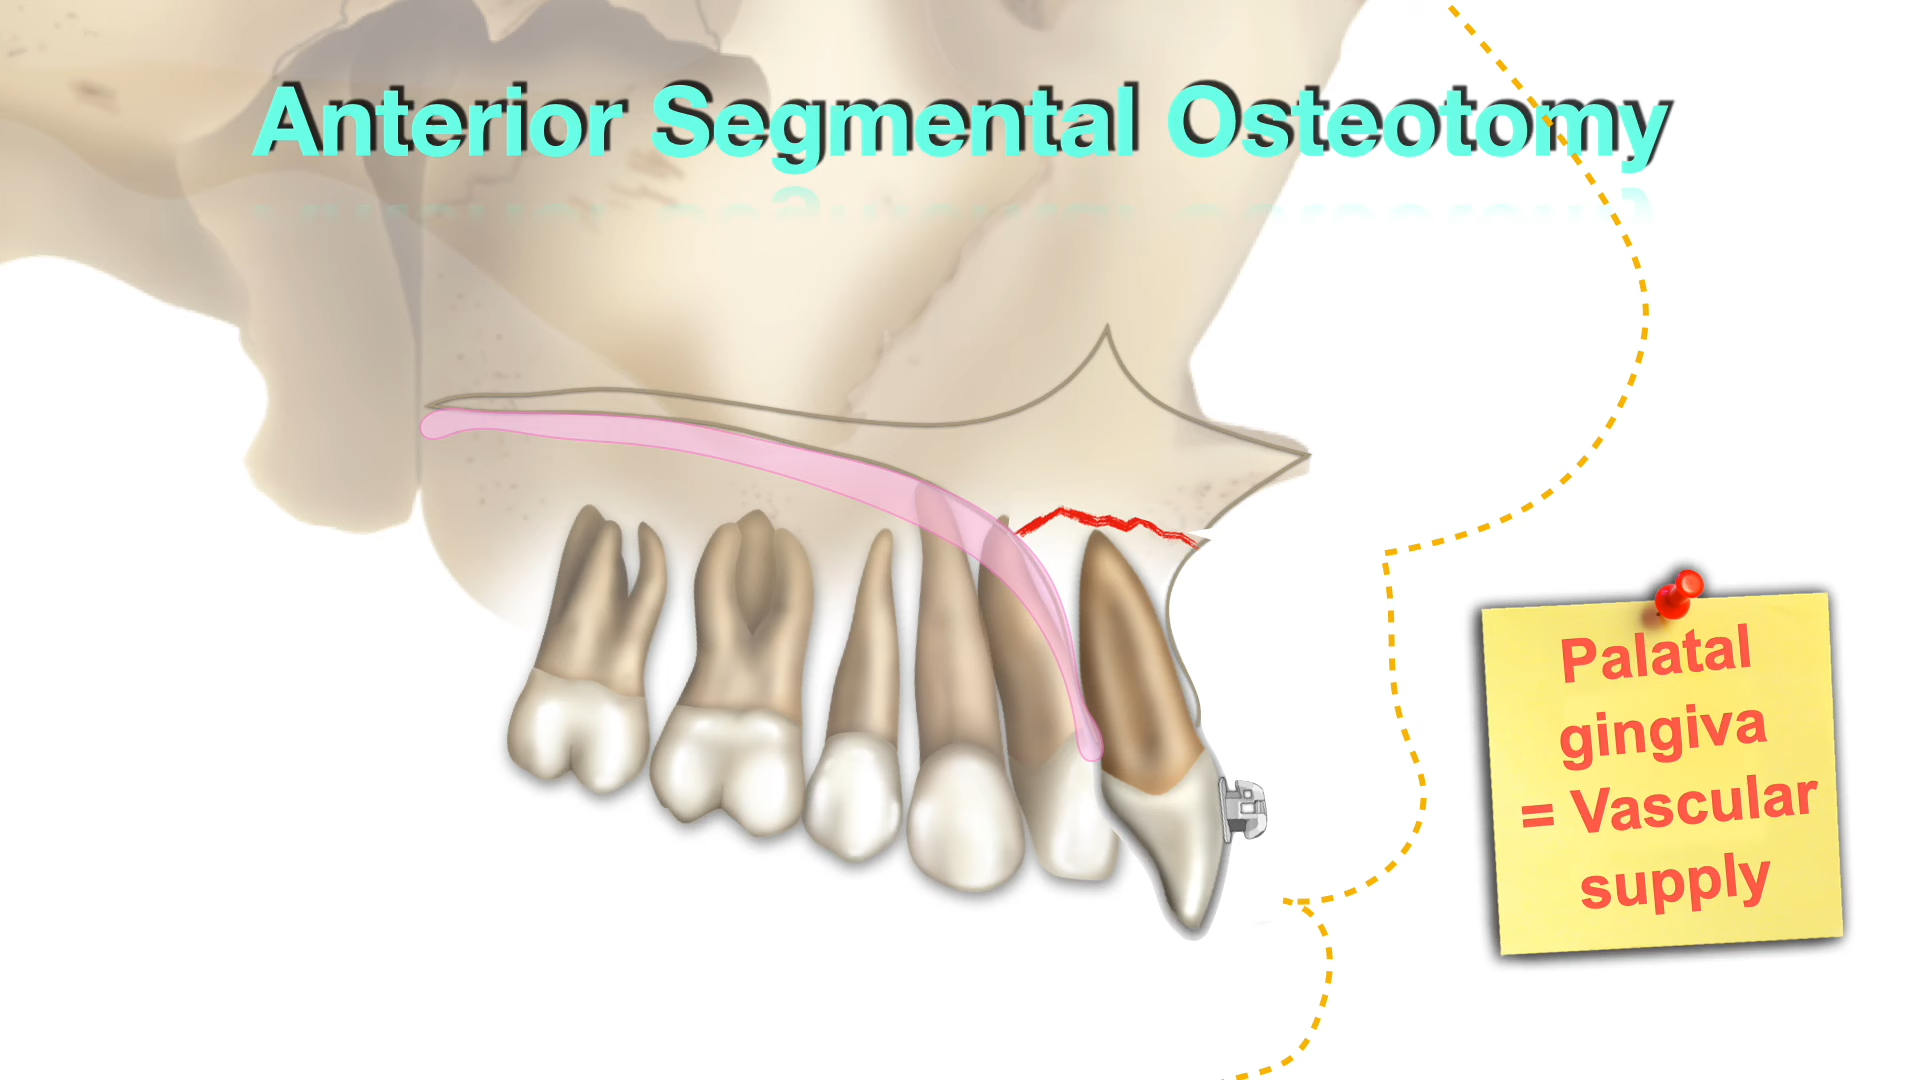 Anterior Segmental Osteotomy
Palatal
gingiva
= Vascular
supply